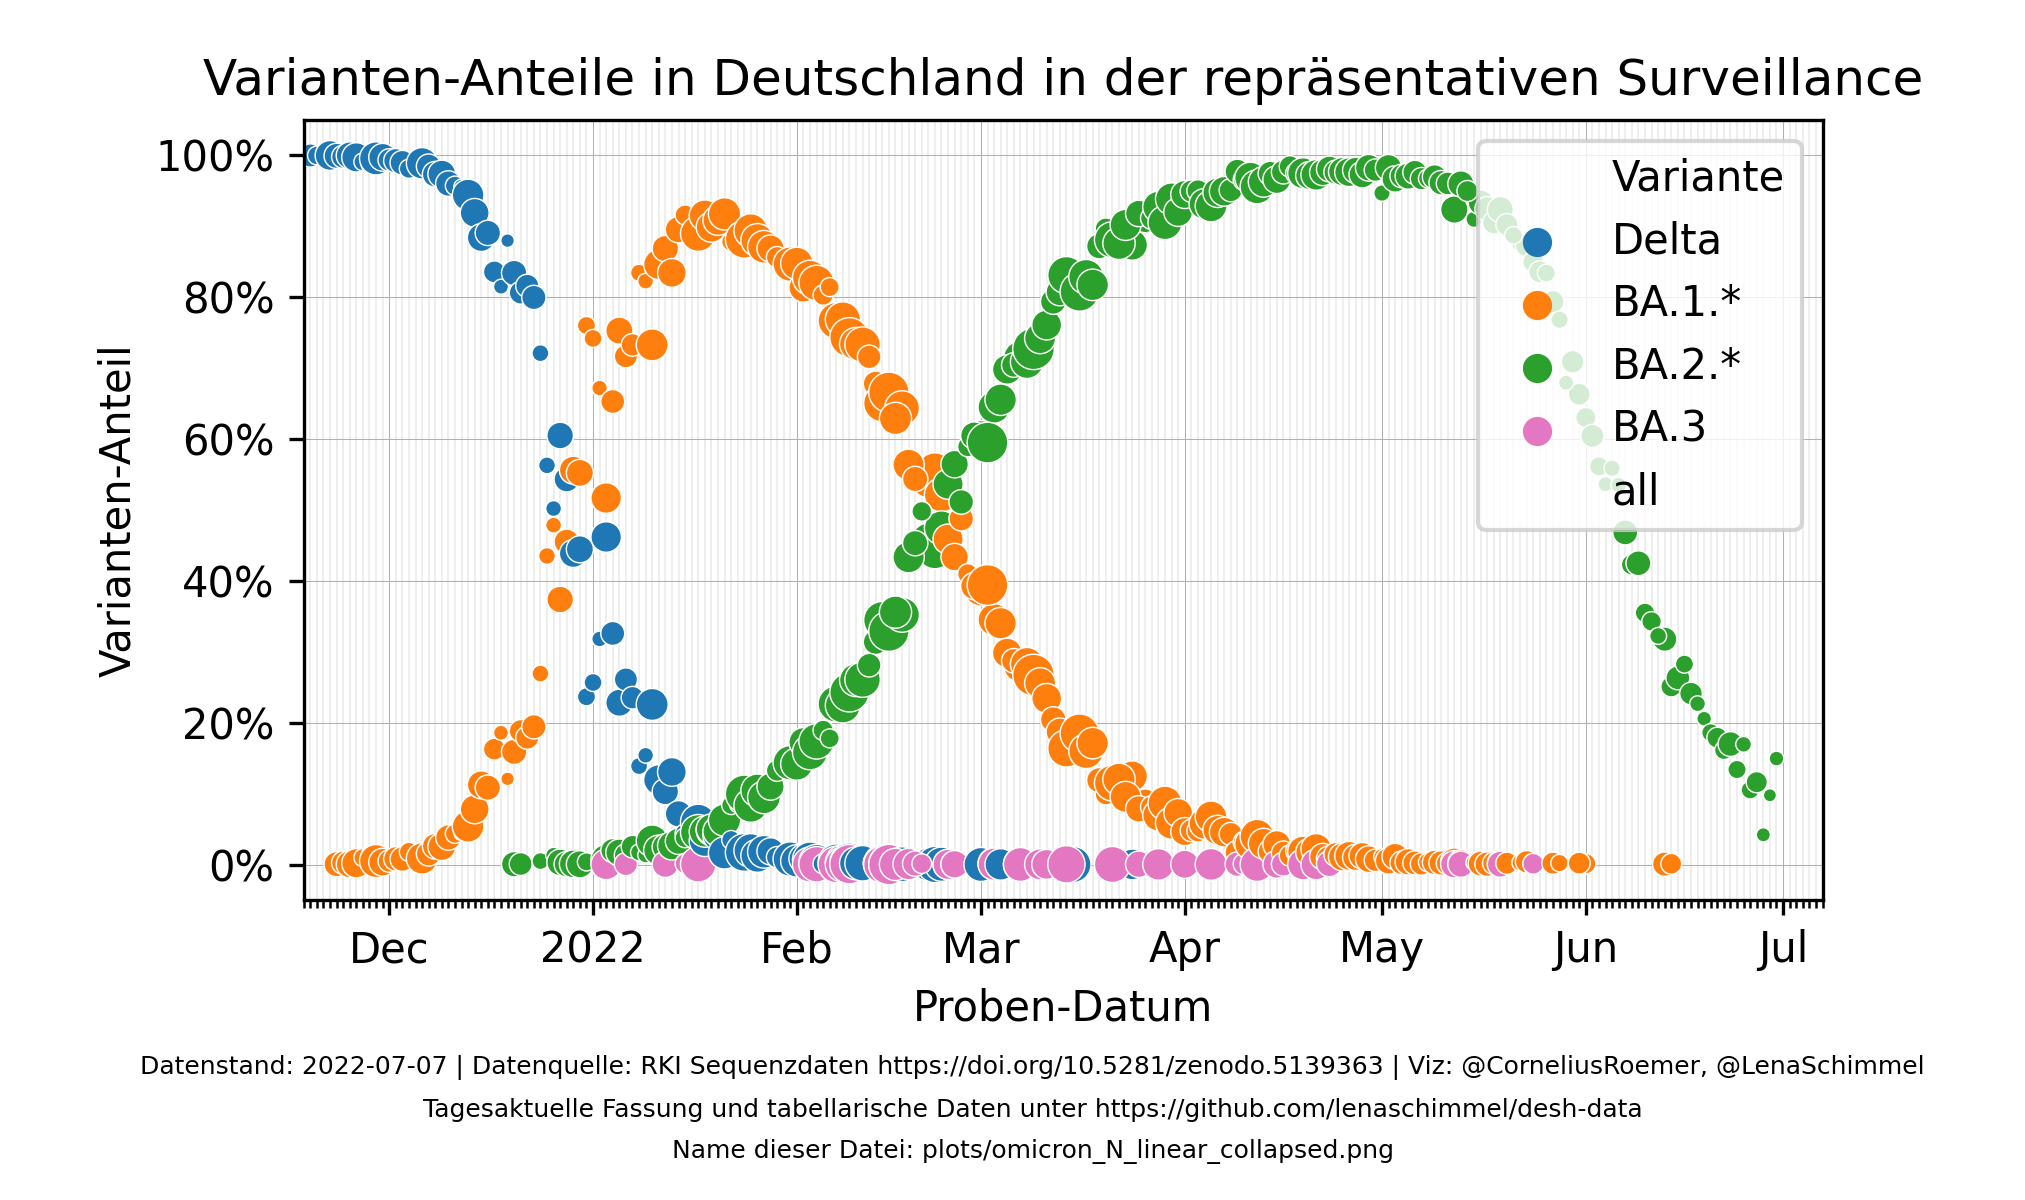 Varianten-Anteile in Deutschland in der repräsentativen Surveillance
Varianten-Anteil
100%
80%
60%
40%
20%
0%
Variante
Delta
BA.1.*
BA.2.*
BA.3
all
Dec
2022
Feb
Mar
Apr
May
Jun
Jul
Proben-Datum
Datenstand: 2022-07-07 | Datenquelle: RKI Sequenzdaten https://doi.org/10.5281/zenodo.5139363 | Viz: @CorneliusRoemer, @LenaSchimmel
Tagesaktuelle Fassung und tabellarische Daten unter https://github.com/lenaschimmel/desh-data
Name dieser Datei: plots/omicron_N_linear_collapsed.png